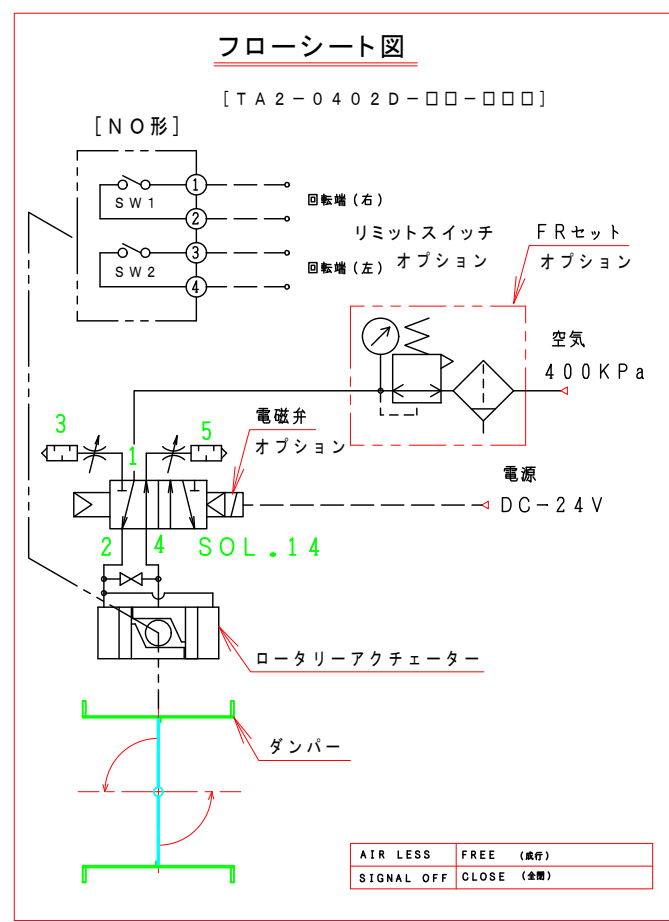 フローシート図
[TA2-0402D-□□-□□□]
[NO形]
SW1
1
2
回転端(右)
SW2
3
4
回転端(左)
リミットスイッチ
オプション
FRセット
オプション
空気
400KPa
電磁弁
オプション
3
1
5
電源
DC-24V
2
4
SOL.14
ロータリーアクチェーター
ダンパー
AIR LESS FREE (成行)
SIGNAL OFF CLOSE (全閉)